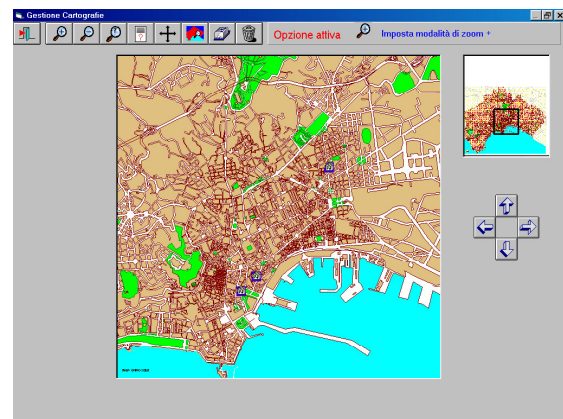 Gestione Cartografie
Opzione attiva
Imposta modalità di zoom +